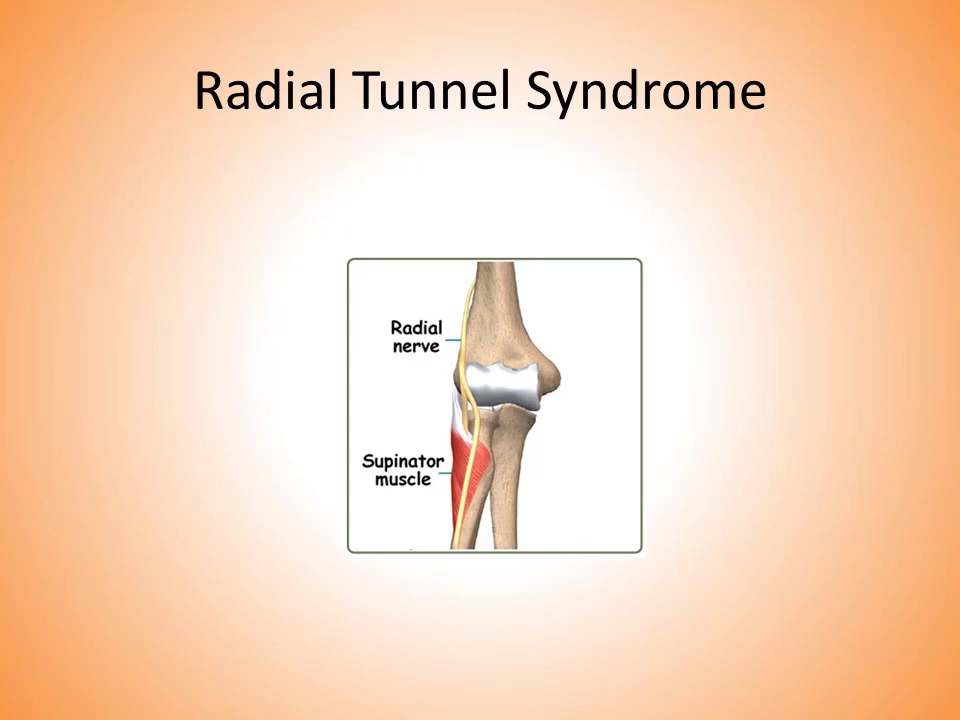 Radial Tunnel Syndrome
Radial
nerve
Supinator
muscle